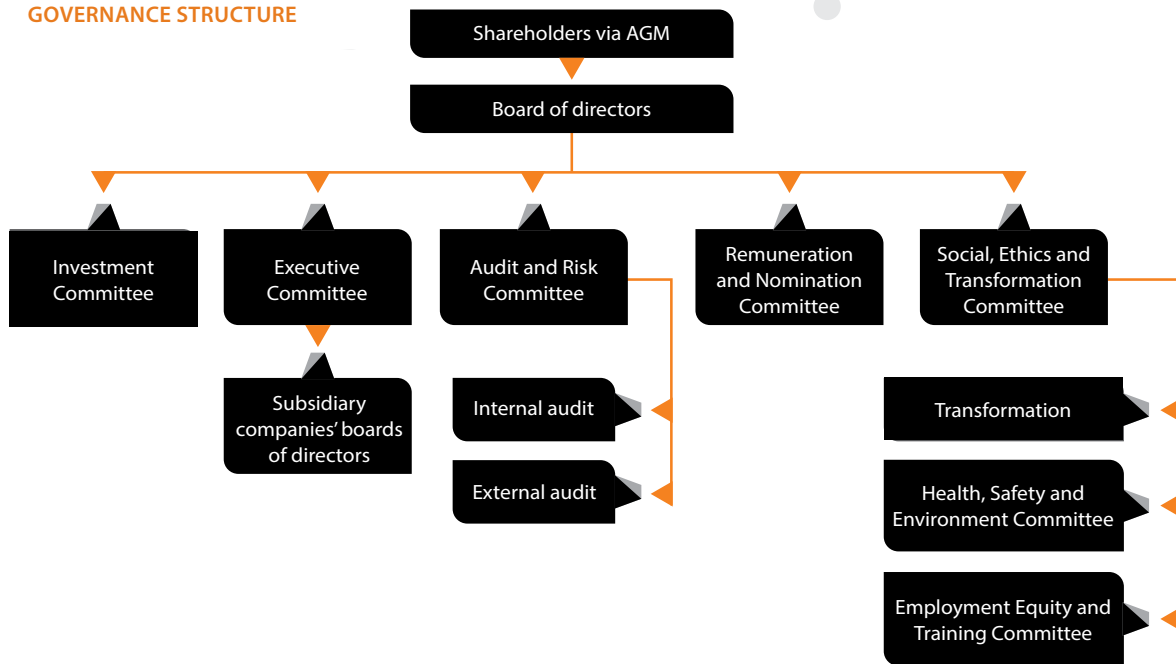 GOVERNANCE STRUCTURE
Shareholders via AGM
Board of directors
Investment
Committee
Executive
Committee
Audit and Risk
Committee
Remuneration
and Nomination
Committee
Social, Ethics and
Transformation
Committee
Subsidiary
companies' boards
of directors
Internal audit
External audit
Transformation
Health, Safety and
Environment Committee
Employment Equity and
Training Committee